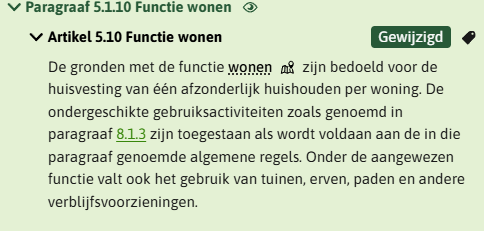 Paragraaf 5.1.10 Functie wonen
Artikel 5.10 Functie wonen
Gewijzigd
De gronden met de functie wonen zijn bedoeld voor de
huisvesting van één afzonderlijk huishouden per woning. De
ondergeschikte gebruiksactiviteiten zoals genoemd in
paragraaf 8.1.3 zijn toegestaan als wordt voldaan aan de in die
paragraaf genoemde algemene regels. Onder de aangewezen
functie valt ook het gebruik van tuinen, erven, paden en andere
verblijfsvoorzieningen.